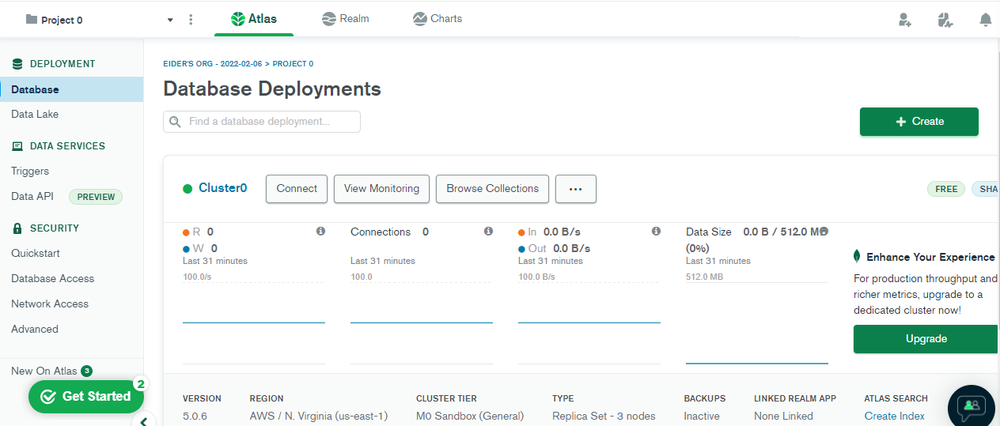 Project 0
Atlas
Realm
Charts
DEPLOYMENT
Database
Data Lake
DATA SERVICES
Triggers
Data API PREVIEW
SECURITY
Quickstart
Database Access
Network Access
Advanced
New On Atlas 3
Get Started 2
EIDER'S ORG - 2022-02-06 > PROJECT 0
Database Deployments
Find a database deployment...
+ Create
Cluster0
Connect
View Monitoring
Browse Collections
...
FREE
SHA
R 0
W 0
Last 31 minutes
100.0/s
Connections 0
Last 31 minutes
100.0
In 0.0 B/s
Out 0.0 B/s
Last 31 minutes
100.0 B/s
Data Size 0.0 B / 512.0 MB
(0%)
Last 31 minutes
512.0 MB
Enhance Your Experience
For production throughput and
richer metrics, upgrade to a
dedicated cluster now!
Upgrade
VERSION
5.0.6
REGION
AWS / N. Virginia (us-east-1)
CLUSTER TIER
M0 Sandbox (General)
TYPE
Replica Set - 3 nodes
BACKUPS
Inactive
LINKED REALM APP
None Linked
ATLAS SEARCH
Create Index